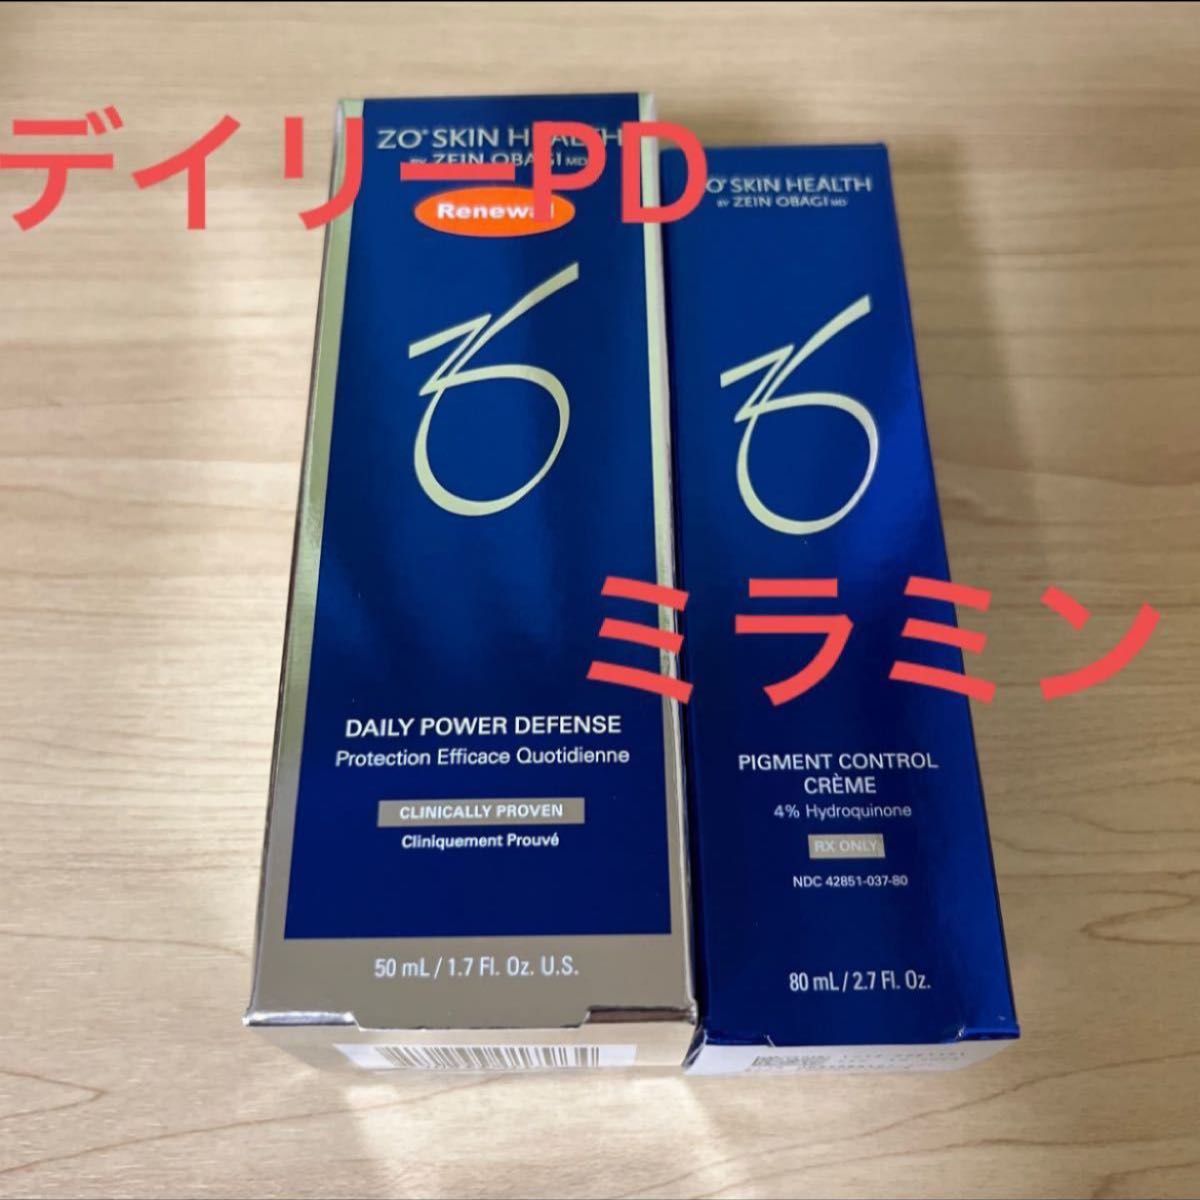 デイリーPD
ZO® SKIN HEALTH
BY ZEIN OBAGI MD
Renewal
DAILY POWER DEFENSE
Protection Efficace Quotidienne
CLINICALLY PROVEN
Cliniquement Prouvé
50 mL / 1.7 Fl. Oz. U.S.
ミラミン
ZO® SKIN HEALTH
BY ZEIN OBAGI MD
PIGMENT CONTROL
CRÈME
4% Hydroquinone
RX ONLY
NDC 42851-037-80
80 mL / 2.7 Fl. Oz.